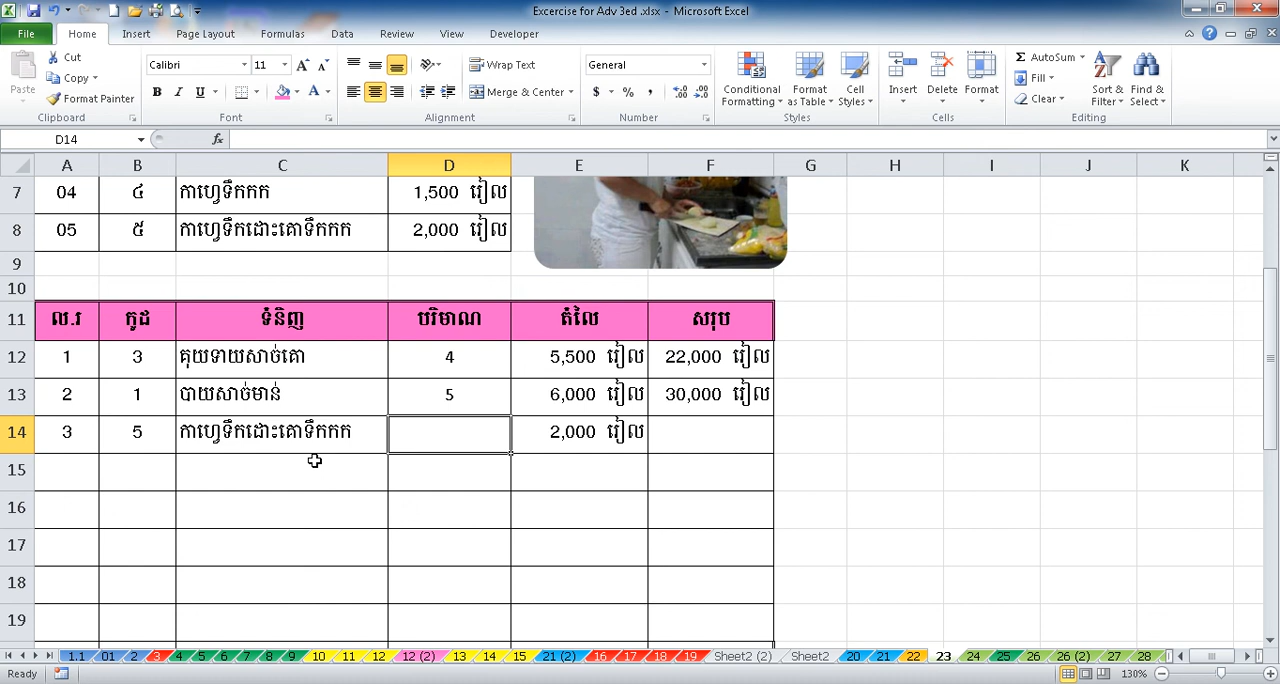 Excercise for Adv 3ed .xlsx - Microsoft Excel
File Home Insert Page Layout Formulas Data Review View Developer
Paste Cut Copy Format Painter Clipboard
Calibri 11 A A B I U A Font
Wrap Text Merge & Center Alignment
General $ % , Number
Conditional Formatting Format as Table Cell Styles Styles
Insert Delete Format Cells
Σ AutoSum Fill Clear Sort & Filter Find & Select Editing
D14 fx
A B C D E F G H I J K
7 04 ៤ កាហ្វេទឹកកក 1,500 រៀល
8 05 ៥ កាហ្វេទឹកដោះគោទឹកកក 2,000 រៀល
9
10
11 ល.រ កូដ ទំនិញ បរិមាណ តំលៃ សរុប
12 1 3 គុយទាយសាច់គោ 4 5,500 រៀល 22,000 រៀល
13 2 1 បាយសាច់មាន់ 5 6,000 រៀល 30,000 រៀល
14 3 5 កាហ្វេទឹកដោះគោទឹកកក 2,000 រៀល
15
16
17
18
19
1.1 01 2 3 4 5 6 7 8 9 10 11 12 12 (2) 13 14 15 21 (2) 16 17 18 19 Sheet2 (2) Sheet2 20 21 22 23 24 25 26 26 (2) 27 28
Ready 130%